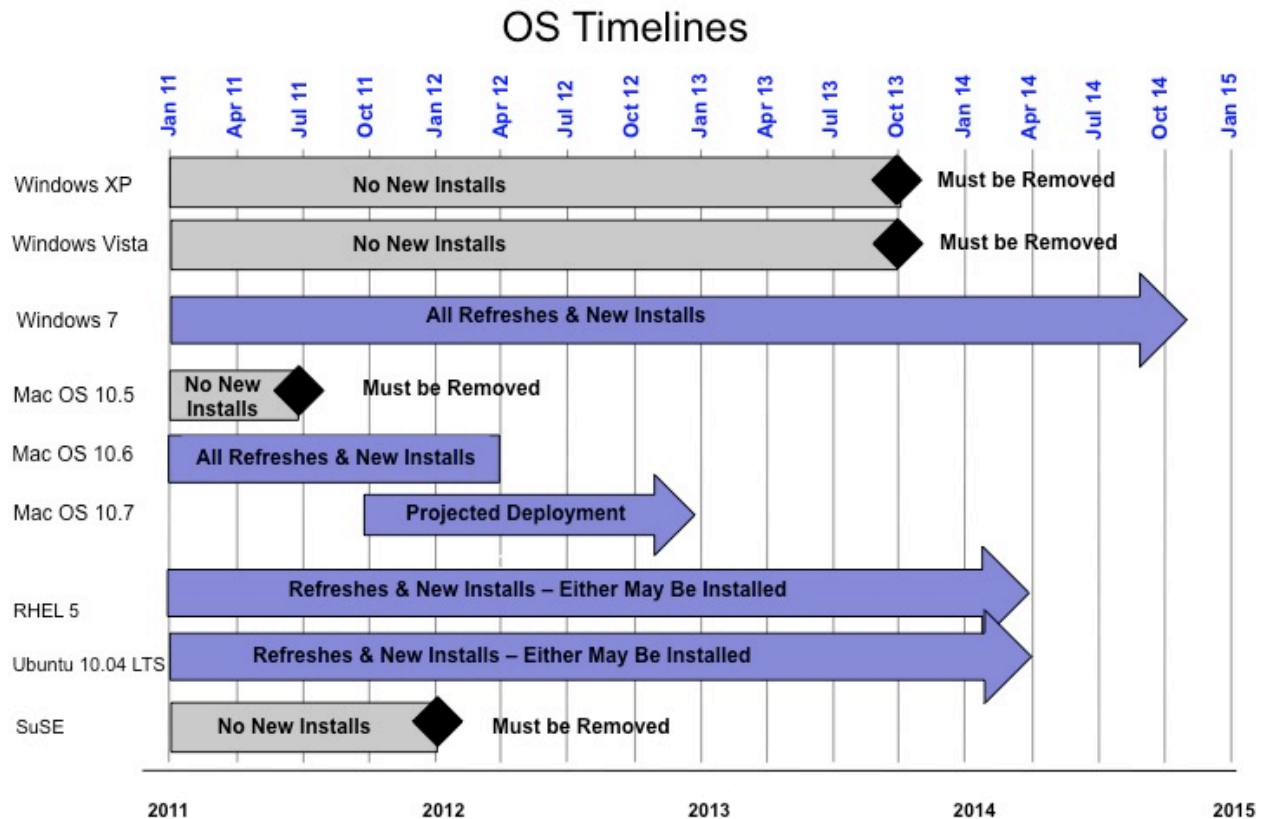 OS Timelines
Jan 11 Apr 11 Jul 11 Oct 11 Jan 12 Apr 12 Jul 12 Oct 12 Jan 13 Apr 13 Jul 13 Oct 13 Jan 14 Apr 14 Jul 14 Oct 14 Jan 15
Windows XP No New Installs Must be Removed
Windows Vista No New Installs Must be Removed
Windows 7 All Refreshes & New Installs
Mac OS 10.5 No New Must be Removed
Installs
Mac OS 10.6 All Refreshes & New Installs
Mac OS 10.7 Projected Deployment
RHEL 5 Refreshes & New Installs – Either May Be Installed
Ubuntu 10.04 LTS Refreshes & New Installs – Either May Be Installed
SuSE No New Installs Must be Removed
2011 2012 2013 2014 2015